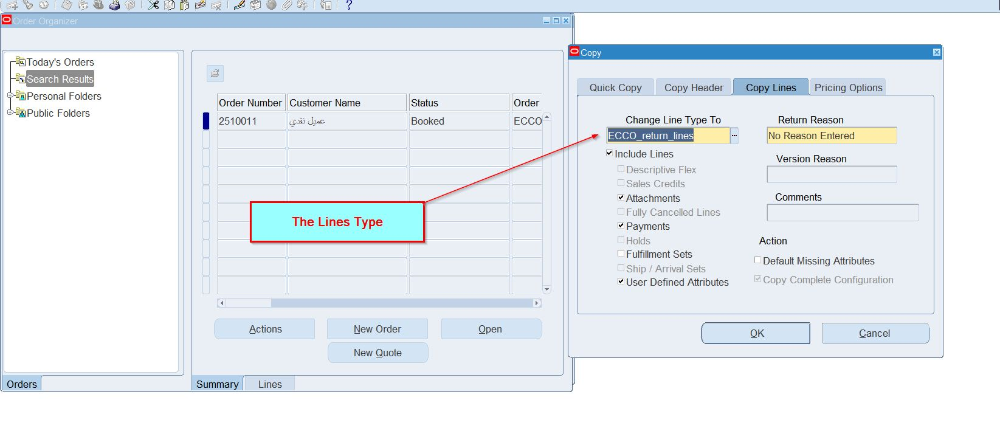 Order Organizer
Today's Orders
Search Results
Personal Folders
Public Folders
Orders
Order Number Customer Name Status Order
2510011 عميل نقدي Booked ECCO
The Lines Type
Actions New Order Open
New Quote
Summary Lines
Copy
Quick Copy Copy Header Copy Lines Pricing Options
Change Line Type To
ECCO_return_lines
Include Lines
Descriptive Flex
Sales Credits
Attachments
Fully Cancelled Lines
Payments
Holds
Fulfillment Sets
Ship / Arrival Sets
User Defined Attributes
Return Reason
No Reason Entered
Version Reason
Comments
Action
Default Missing Attributes
Copy Complete Configuration
OK Cancel